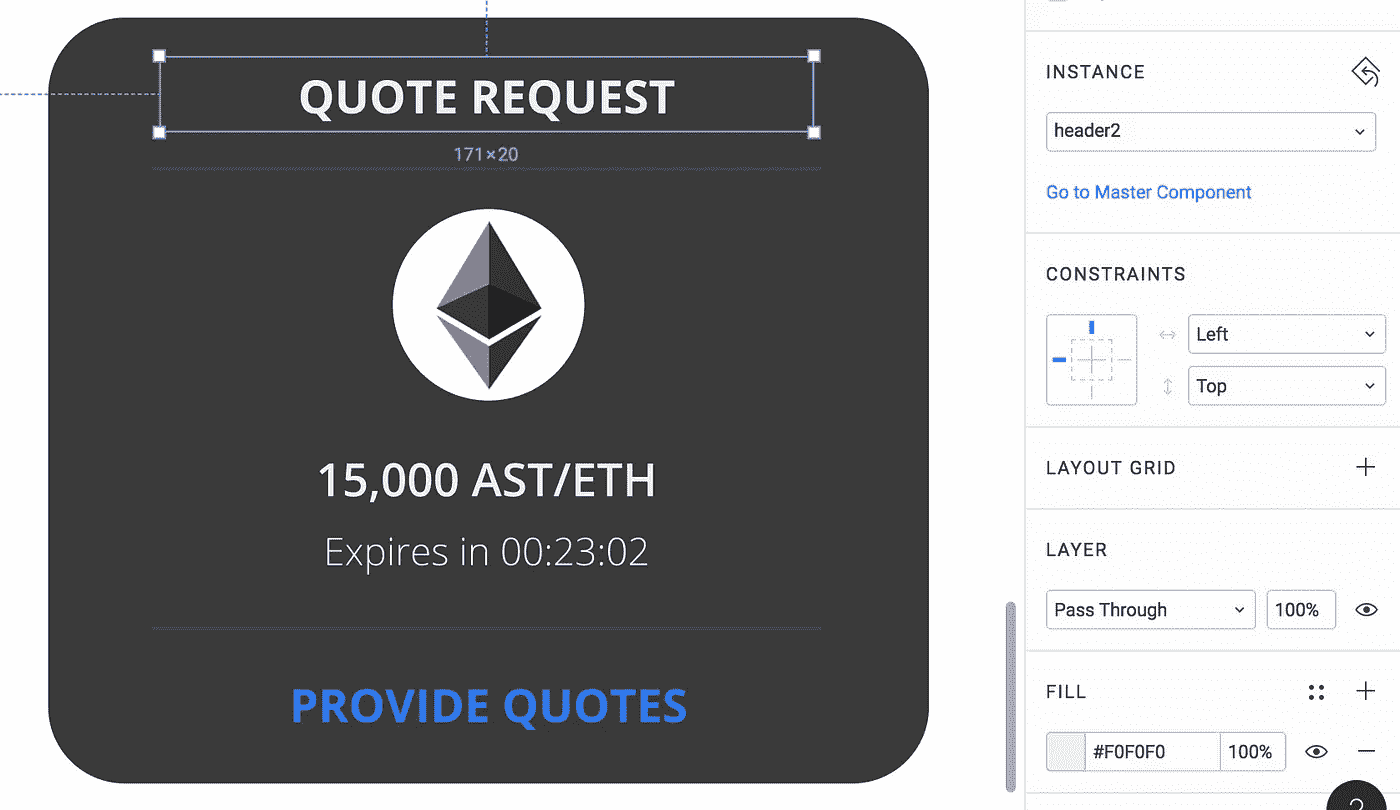 QUOTE REQUEST
171×20
15,000 AST/ETH
Expires in 00:23:02
PROVIDE QUOTES
INSTANCE
header2
Go to Master Component
CONSTRAINTS
Left
Top
LAYOUT GRID
LAYER
Pass Through 100%
FILL
#F0F0F0 100%
?